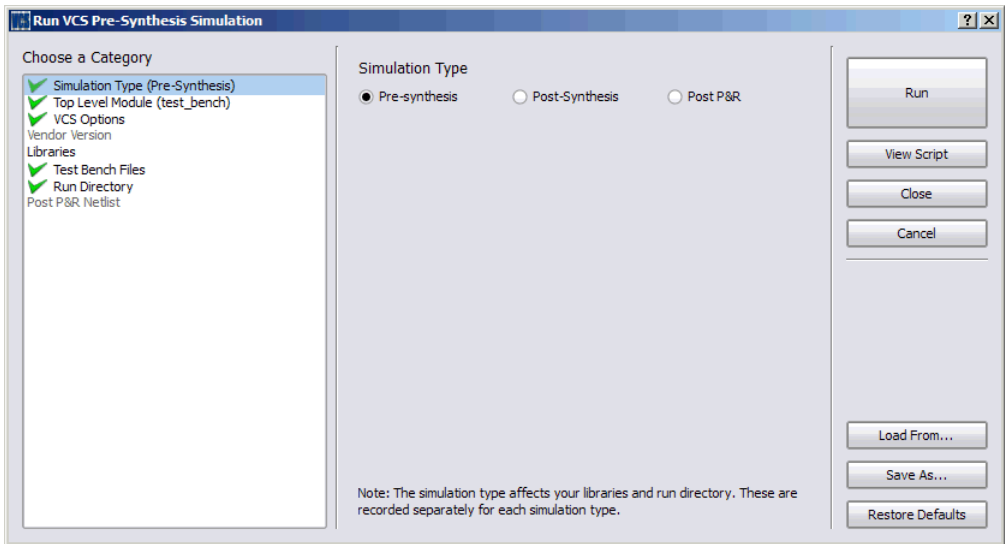 Run VCS Pre-Synthesis Simulation
Choose a Category
Simulation Type (Pre-Synthesis)
Top Level Module (test_bench)
VCS Options
Vendor Version
Libraries
Test Bench Files
Run Directory
Post P&R Netlist
Simulation Type
Pre-synthesis
Post-Synthesis
Post P&R
Note: The simulation type affects your libraries and run directory. These are
recorded separately for each simulation type.
Run
View Script
Close
Cancel
Load From...
Save As...
Restore Defaults